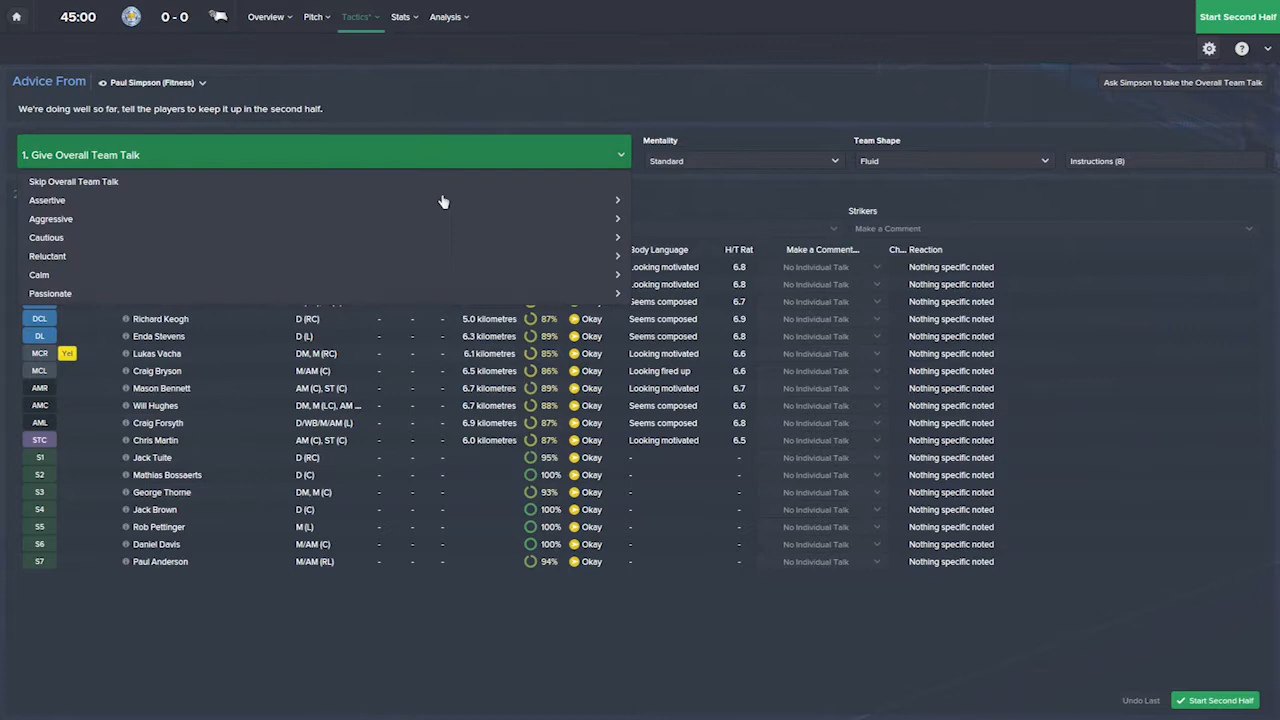 45:00 0 - 0 Overview Pitch Tactics* Stats Analysis Start Second Half
Advice From Paul Simpson (Fitness) Ask Simpson to take the Overall Team Talk
We're doing well so far, tell the players to keep it up in the second half.
Mentality Team Shape
1. Give Overall Team Talk Standard Fluid Instructions (8)
Skip Overall Team Talk
Assertive
Strikers
Aggressive
Make a Comment
Cautious
Body Language H/T Rat Make a Comment... Ch... Reaction
Reluctant
Looking motivated 6.8 No Individual Talk Nothing specific noted
Calm
Looking motivated 6.8 No Individual Talk Nothing specific noted
Passionate
Seems composed 6.7 No Individual Talk Nothing specific noted
DCL Richard Keogh D (RC) - - - 5.0 kilometres 87% Okay Seems composed 6.9 No Individual Talk Nothing specific noted
DL Enda Stevens D (L) - - - 6.3 kilometres 89% Okay Seems composed 6.8 No Individual Talk Nothing specific noted
MCR Yel Lukas Vacha DM, M (RC) - - - 6.1 kilometres 85% Okay Looking motivated 6.6 No Individual Talk Nothing specific noted
MCL Craig Bryson M/AM (C) - - - 6.5 kilometres 86% Okay Looking fired up 6.6 No Individual Talk Nothing specific noted
AMR Mason Bennett AM (C), ST (C) - - - 6.7 kilometres 89% Okay Looking motivated 6.7 No Individual Talk Nothing specific noted
AMC Will Hughes DM, M (LC), AM ... - - - 6.7 kilometres 88% Okay Seems composed 6.6 No Individual Talk Nothing specific noted
AML Craig Forsyth D/WB/M/AM (L) - - - 6.9 kilometres 87% Okay Seems composed 6.8 No Individual Talk Nothing specific noted
STC Chris Martin AM (C), ST (C) - - - 6.0 kilometres 87% Okay Looking motivated 6.5 No Individual Talk Nothing specific noted
S1 Jack Tuite D (RC) - - - 95% Okay - - No Individual Talk Nothing specific noted
S2 Mathias Bossaerts D (C) - - - 100% Okay - - No Individual Talk Nothing specific noted
S3 George Thorne DM, M (C) - - - 93% Okay - - No Individual Talk Nothing specific noted
S4 Jack Brown D (C) - - - 100% Okay - - No Individual Talk Nothing specific noted
S5 Rob Pettinger M (L) - - - 100% Okay - - No Individual Talk Nothing specific noted
S6 Daniel Davis M/AM (C) - - - 100% Okay - - No Individual Talk Nothing specific noted
S7 Paul Anderson M/AM (RL) - - - 94% Okay - - No Individual Talk Nothing specific noted
Undo Last Start Second Half